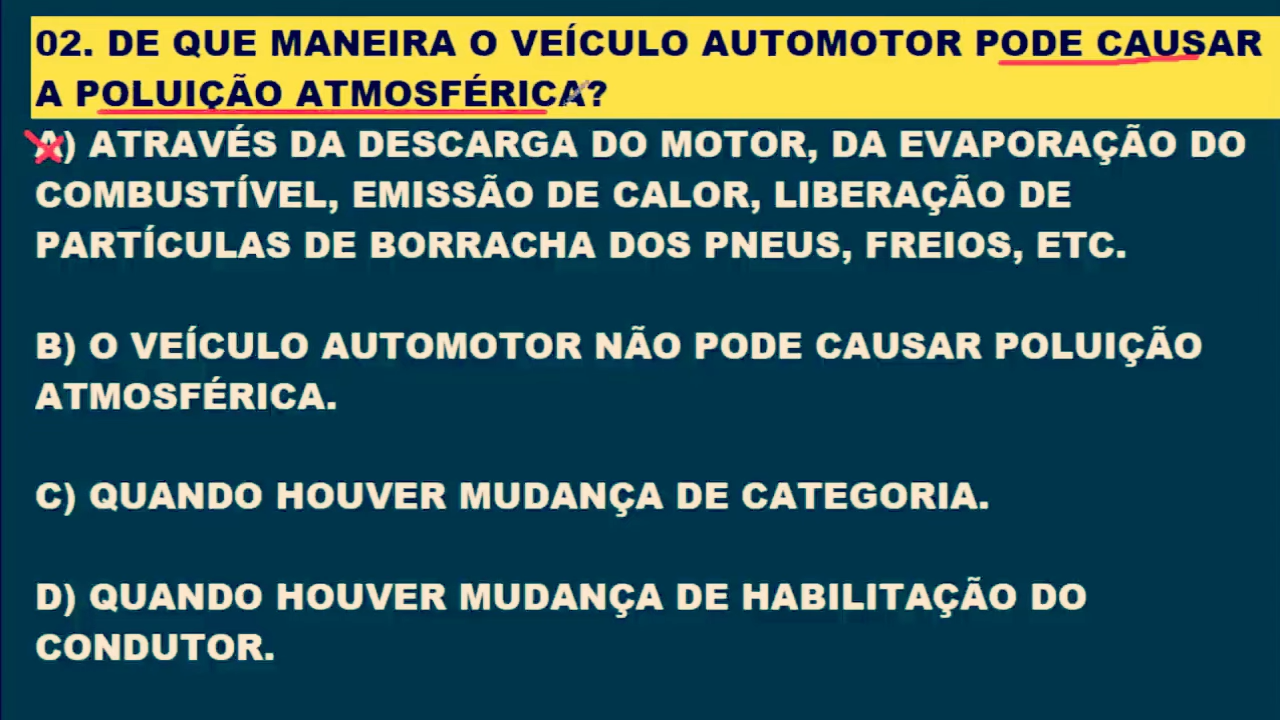 02. DE QUE MANEIRA O VEÍCULO AUTOMOTOR PODE CAUSAR
A POLUIÇÃO ATMOSFÉRICA?
A) ATRAVÉS DA DESCARGA DO MOTOR, DA EVAPORAÇÃO DO
COMBUSTÍVEL, EMISSÃO DE CALOR, LIBERAÇÃO DE
PARTÍCULAS DE BORRACHA DOS PNEUS, FREIOS, ETC.
B) O VEÍCULO AUTOMOTOR NÃO PODE CAUSAR POLUIÇÃO
ATMOSFÉRICA.
C) QUANDO HOUVER MUDANÇA DE CATEGORIA.
D) QUANDO HOUVER MUDANÇA DE HABILITAÇÃO DO
CONDUTOR.